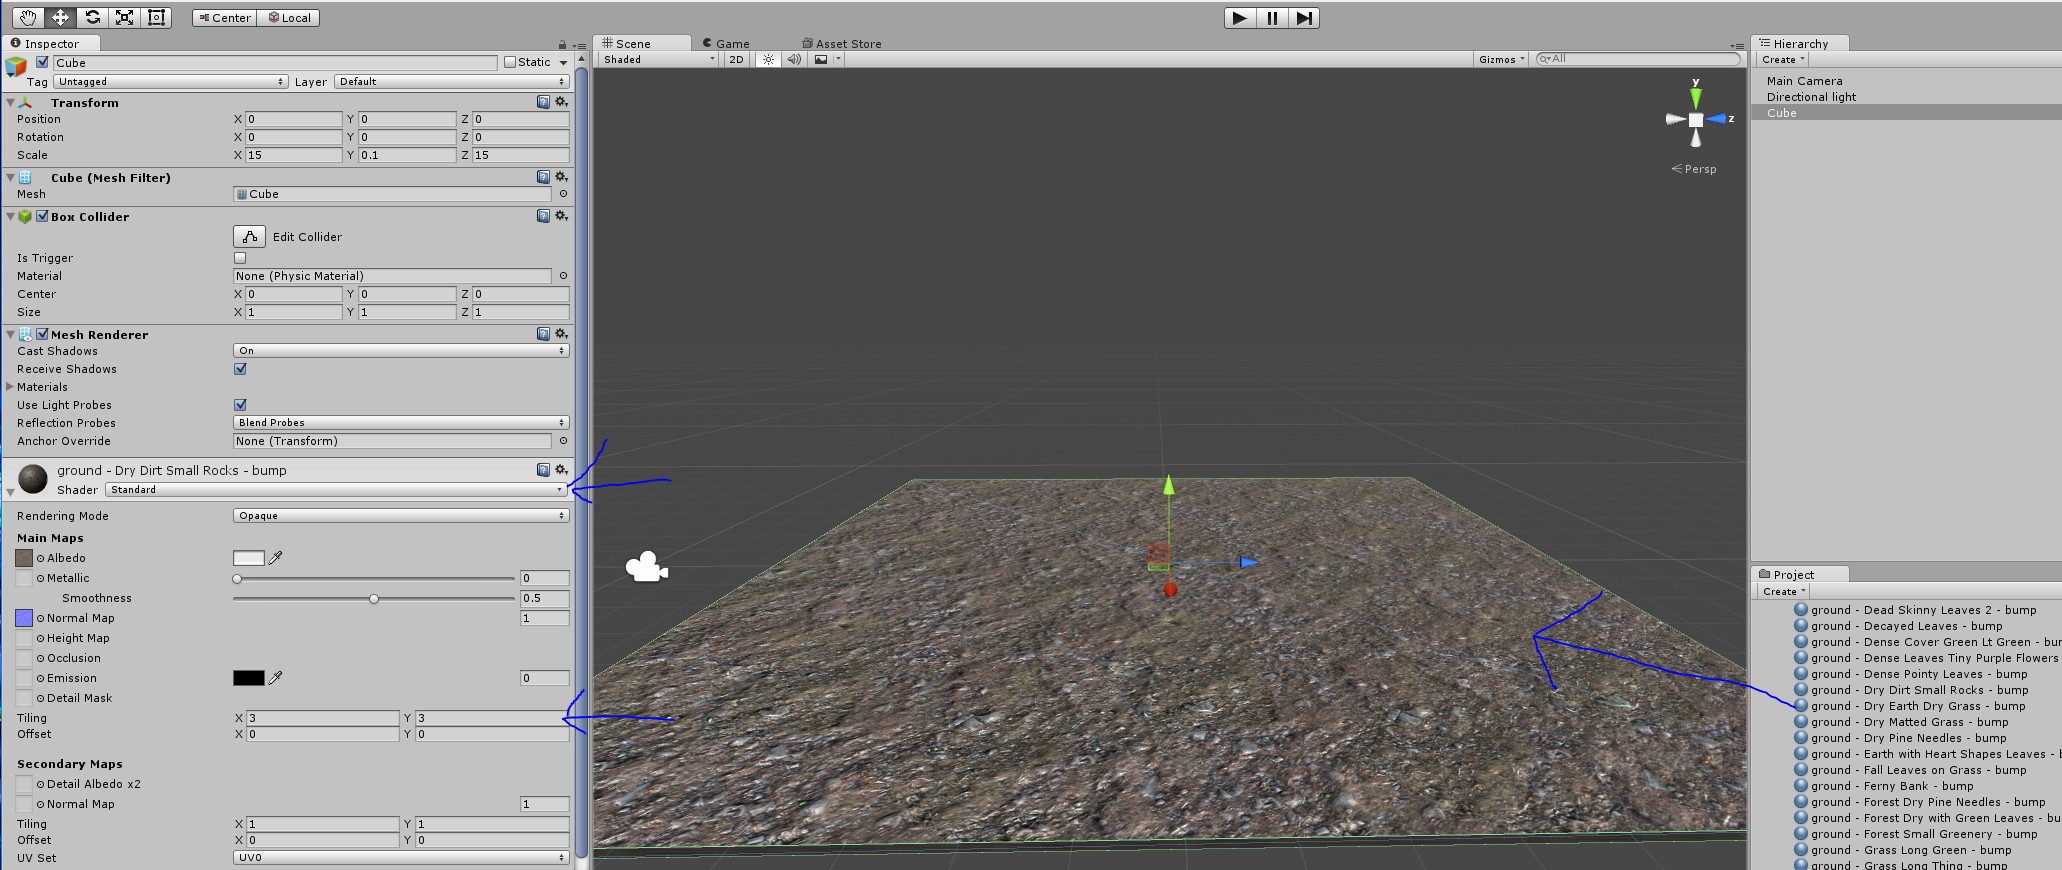 Center Local
Inspector
Cube Static
Tag Untagged Layer Default
Transform
Position X 0 Y 0 Z 0
Rotation X 0 Y 0 Z 0
Scale X 15 Y 0.1 Z 15
Cube (Mesh Filter)
Mesh Cube
Box Collider
Edit Collider
Is Trigger
Material None (Physic Material)
Center X 0 Y 0 Z 0
Size X 1 Y 1 Z 1
Mesh Renderer
Cast Shadows On
Receive Shadows
Materials
Use Light Probes
Reflection Probes Blend Probes
Anchor Override None (Transform)
ground - Dry Dirt Small Rocks - bump
Shader Standard
Rendering Mode Opaque
Main Maps
Albedo
Metallic 0
Smoothness 0.5
Normal Map 1
Height Map
Occlusion
Emission 0
Detail Mask
Tiling X 3 Y 3
Offset X 0 Y 0
Secondary Maps
Detail Albedo x2
Normal Map 1
Tiling X 1 Y 1
Offset X 0 Y 0
UV Set UV0
Scene Game Asset Store
Shaded 2D Gizmos All
y
z
Persp
Hierarchy
Create
Main Camera
Directional light
Cube
Project
Create
ground - Dead Skinny Leaves 2 - bump
ground - Decayed Leaves - bump
ground - Dense Cover Green Lt Green - bur
ground - Dense Leaves Tiny Purple Flowers
ground - Dense Pointy Leaves - bump
ground - Dry Dirt Small Rocks - bump
ground - Dry Earth Dry Grass - bump
ground - Dry Matted Grass - bump
ground - Dry Pine Needles - bump
ground - Earth with Heart Shapes Leaves - b
ground - Fall Leaves on Grass - bump
ground - Ferny Bank - bump
ground - Forest Dry Pine Needles - bump
ground - Forest Dry with Green Leaves - bu
ground - Forest Small Greenery - bump
ground - Grass Long Green - bump
ground - Grass Long Thing - bump